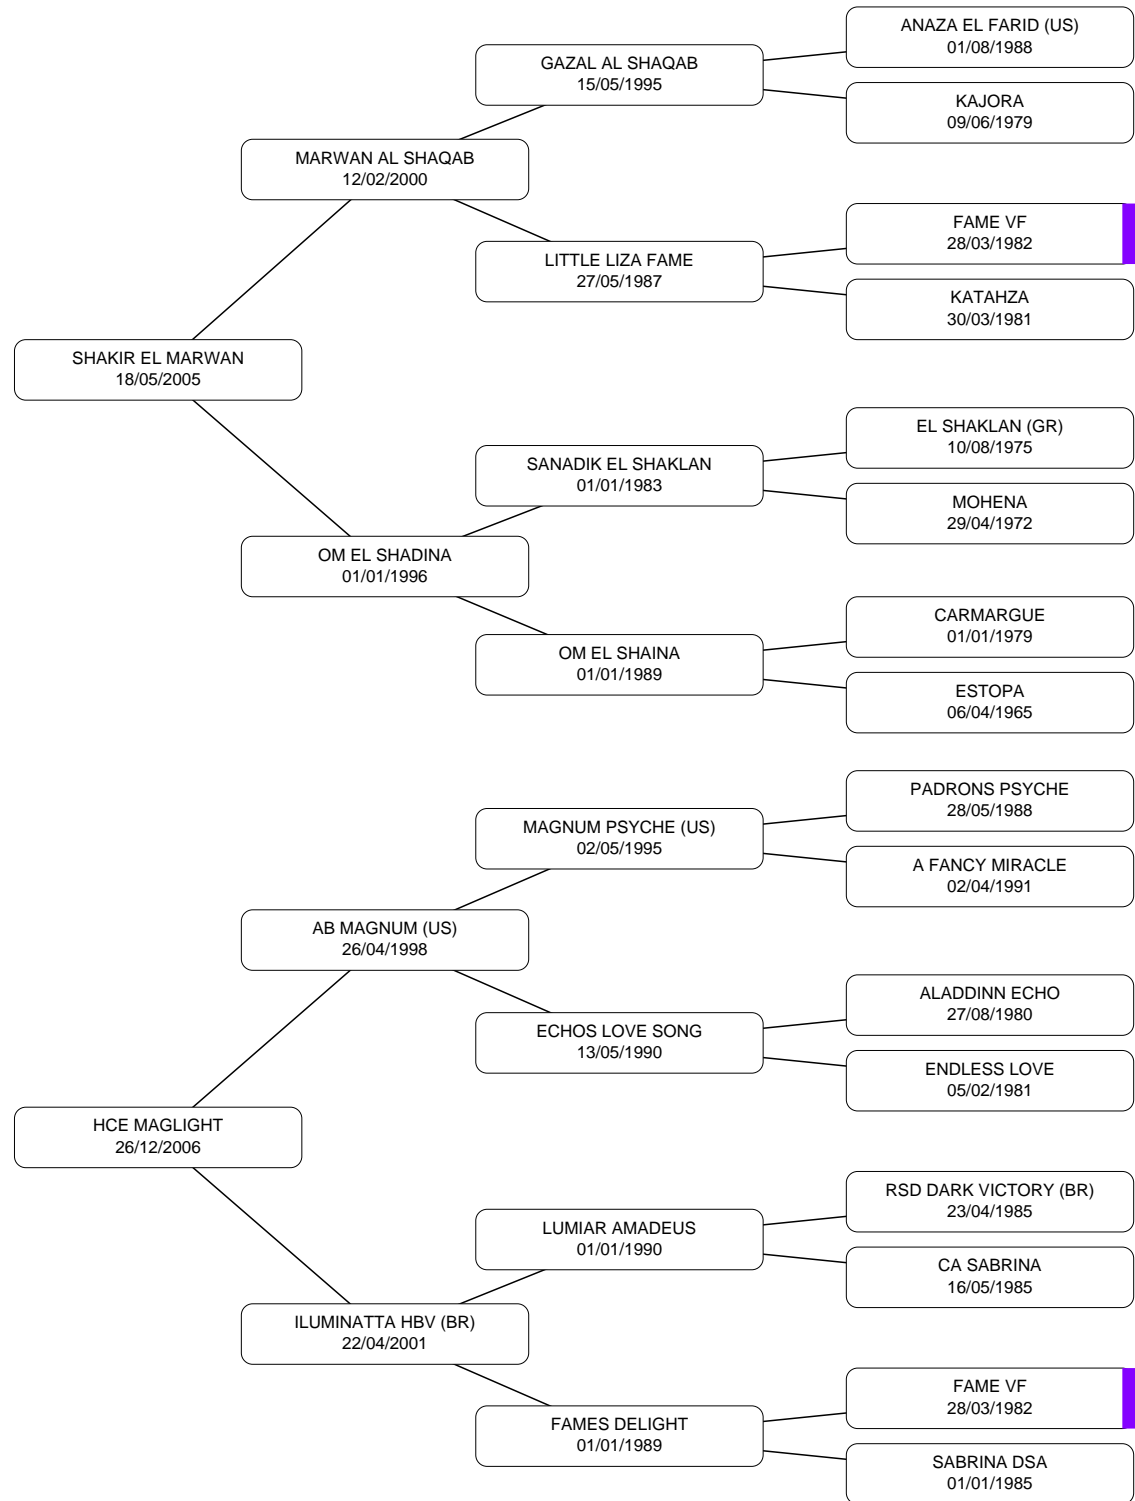 ANAZA EL FARID (US)
01/08/1988
GAZAL AL SHAQAB
15/05/1995
KAJORA
09/06/1979
MARWAN AL SHAQAB
12/02/2000
FAME VF
28/03/1982
LITTLE LIZA FAME
27/05/1987
KATAHZA
30/03/1981
SHAKIR EL MARWAN
18/05/2005
EL SHAKLAN (GR)
10/08/1975
SANADIK EL SHAKLAN
01/01/1983
MOHENA
29/04/1972
OM EL SHADINA
01/01/1996
CARMARGUE
01/01/1979
OM EL SHAINA
01/01/1989
ESTOPA
06/04/1965
PADRONS PSYCHE
28/05/1988
MAGNUM PSYCHE (US)
02/05/1995
A FANCY MIRACLE
02/04/1991
AB MAGNUM (US)
26/04/1998
ALADDINN ECHO
27/08/1980
ECHOS LOVE SONG
13/05/1990
ENDLESS LOVE
05/02/1981
HCE MAGLIGHT
26/12/2006
RSD DARK VICTORY (BR)
23/04/1985
LUMIAR AMADEUS
01/01/1990
CA SABRINA
16/05/1985
ILUMINATTA HBV (BR)
22/04/2001
FAME VF
28/03/1982
FAMES DELIGHT
01/01/1989
SABRINA DSA
01/01/1985